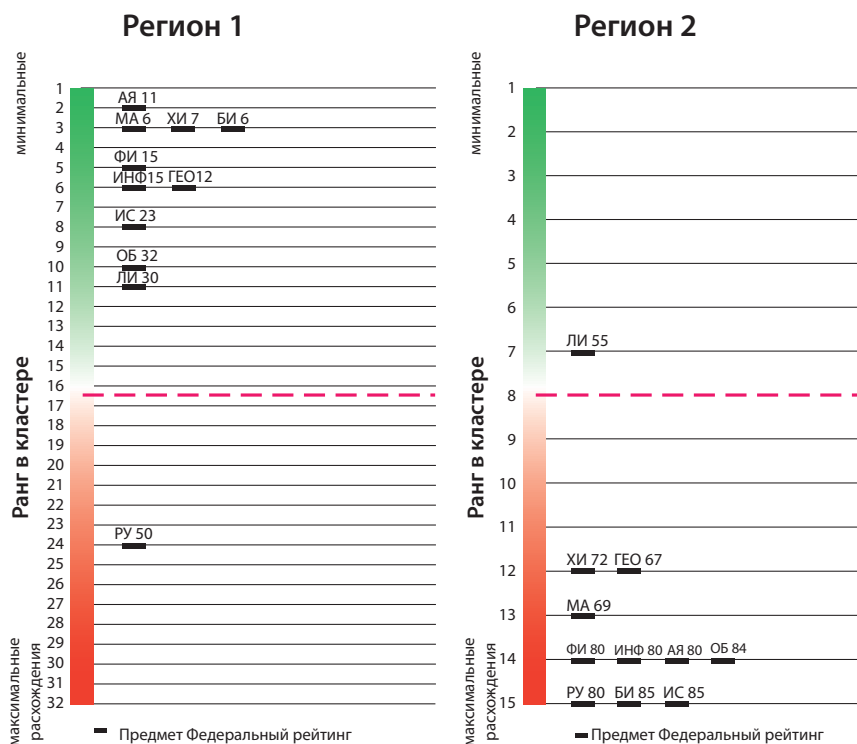 Регион 1
минимальные
Ранг в кластере
максимальные
расхождения
1
2
3
4
5
6
7
8
9
10
11
12
13
14
15
16
17
18
19
20
21
22
23
24
25
26
27
28
29
30
31
32
АЯ 11
МА 6 ХИ 7 БИ 6
ФИ 15
ИНФ15 ГЕО12
ИС 23
ОБ 32
ЛИ 30
РУ 50
Предмет Федеральный рейтинг
Регион 2
минимальные
Ранг в кластере
максимальные
расхождения
1
2
3
4
5
6
7
8
9
10
11
12
13
14
15
ЛИ 55
ХИ 72 ГЕО 67
МА 69
ФИ 80 ИНФ 80 АЯ 80 ОБ 84
РУ 80 БИ 85 ИС 85
Предмет Федеральный рейтинг